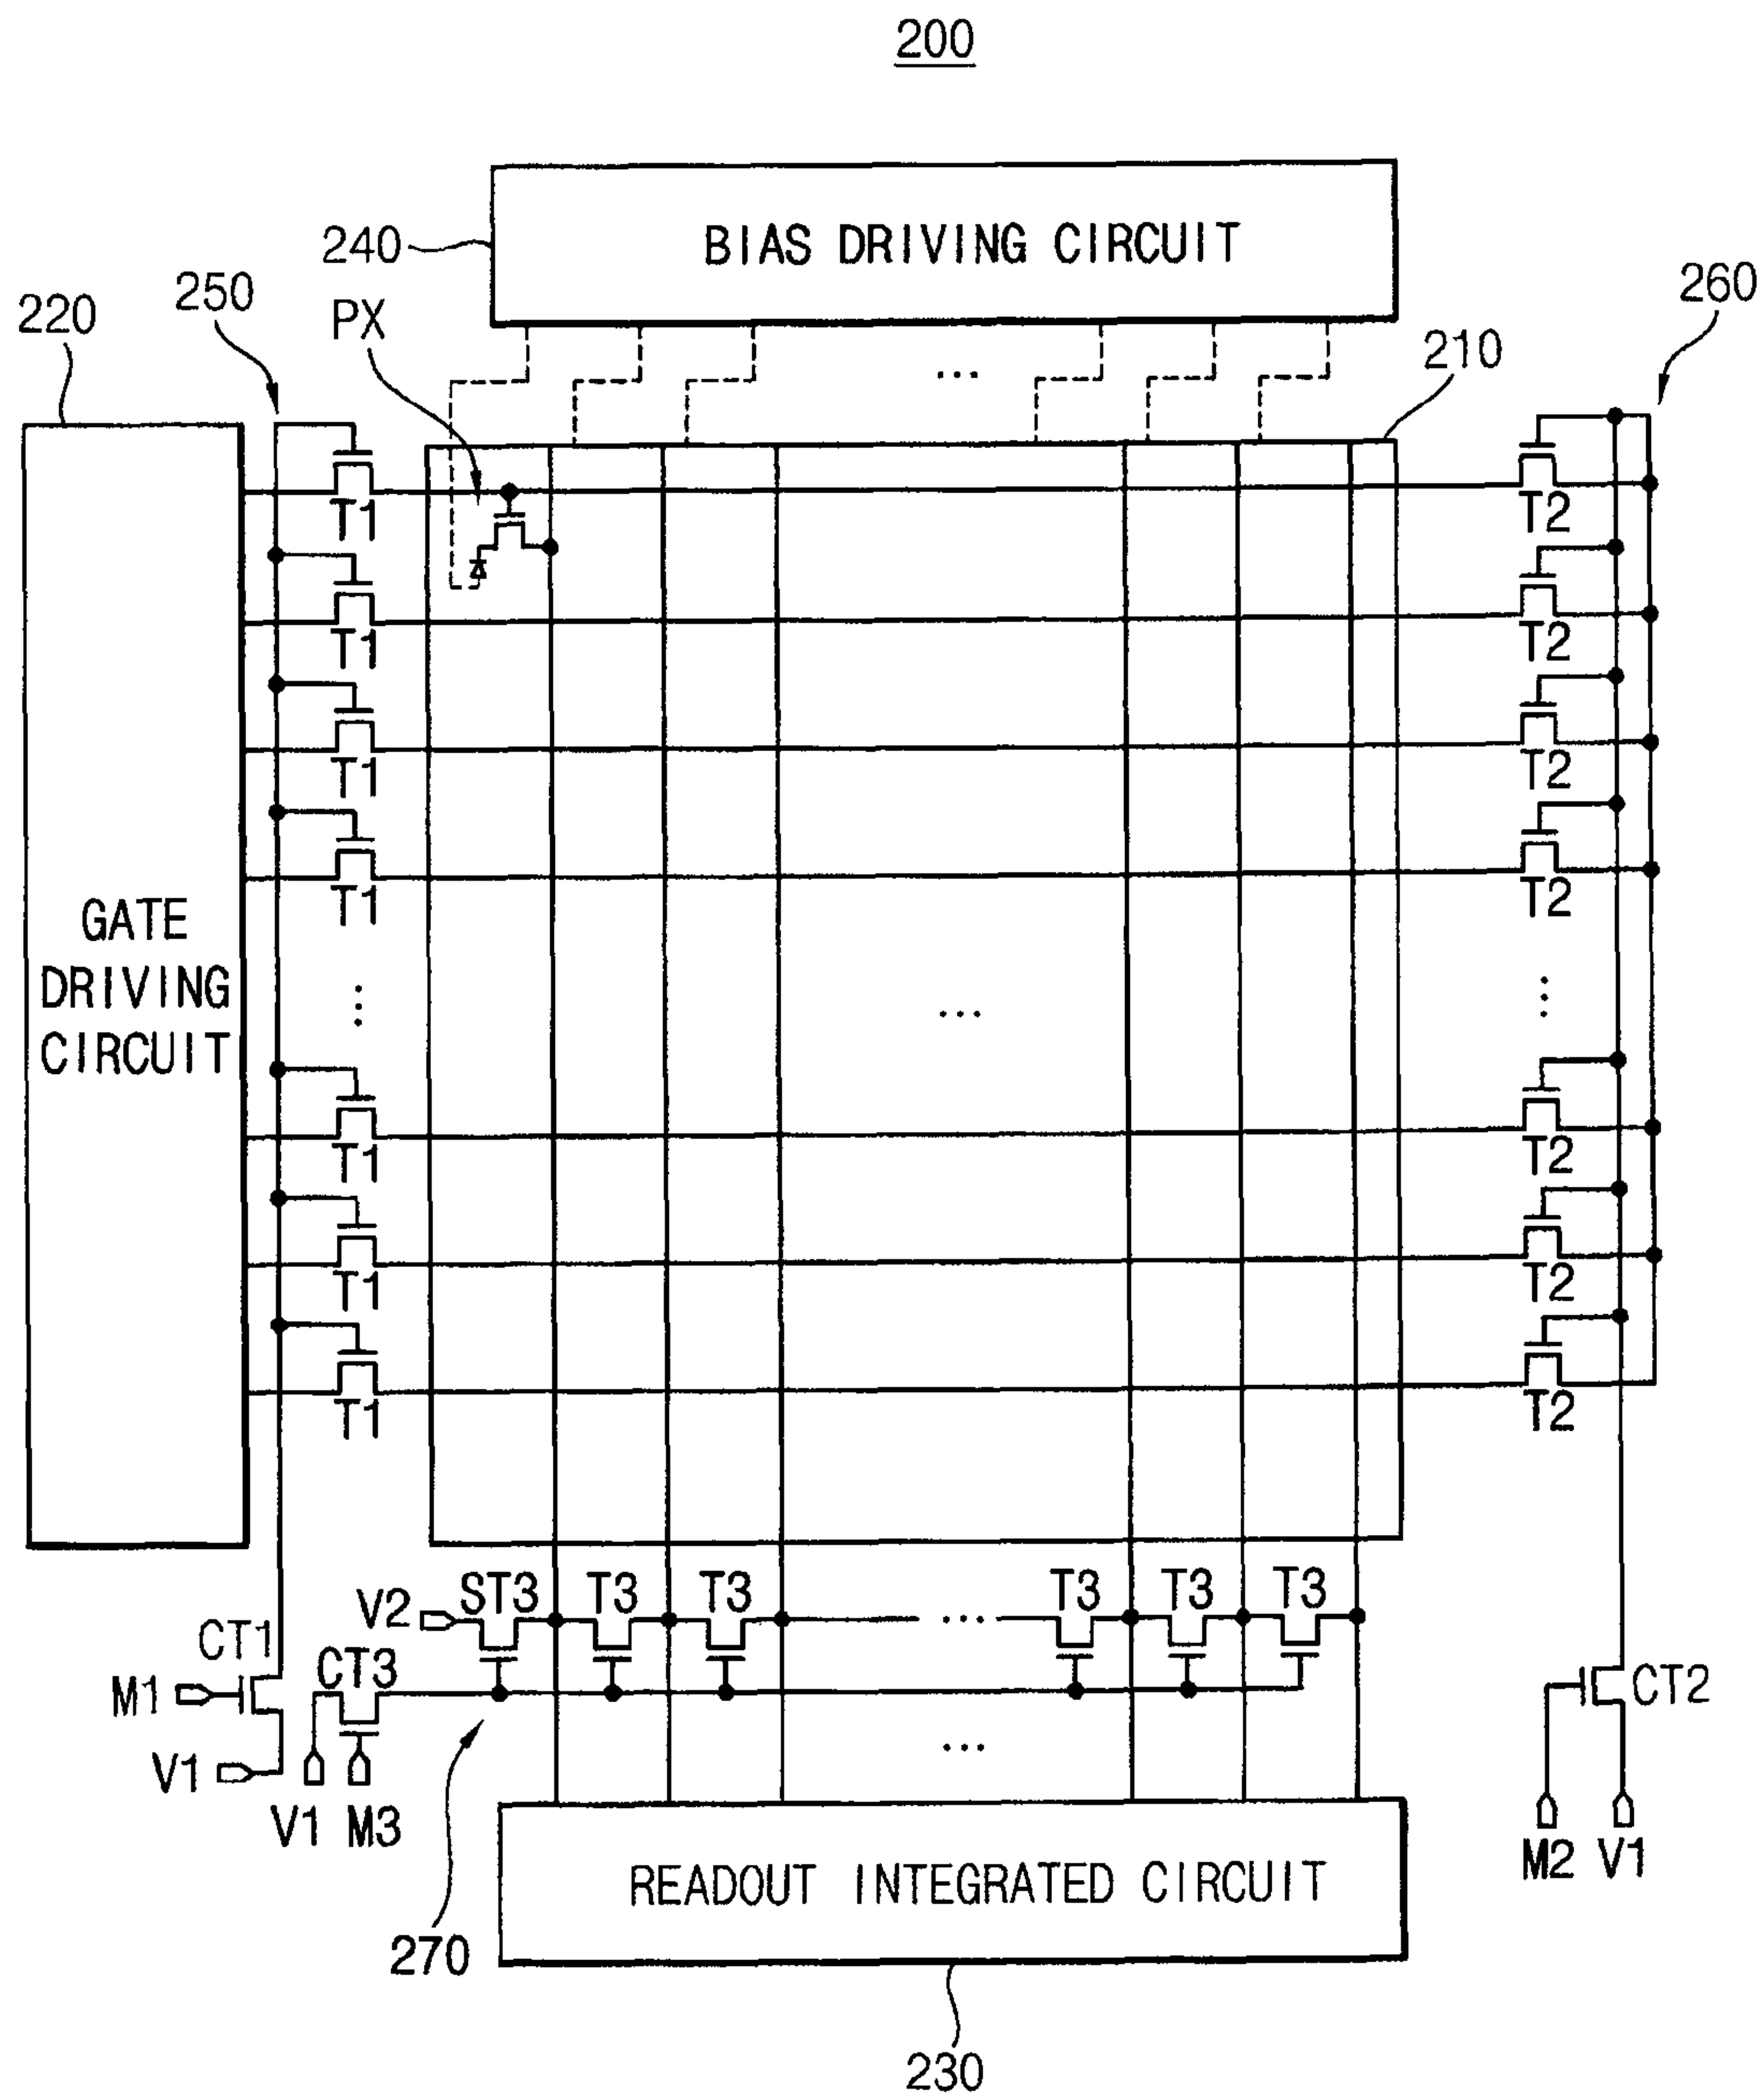 200
240
BIAS DRIVING CIRCUIT
250
260
220
PX
210
T1
T2
T1
T2
T1
T2
T1
T2
GATE
DRIVING
CIRCUIT
...
...
...
...
T1
T2
T1
T2
T1
T2
V2
ST3
T3
T3
...
T3
T3
T3
CT1
M1
CT3
CT2
V1
...
V1
M3
M2
V1
270
READOUT INTEGRATED CIRCUIT
230